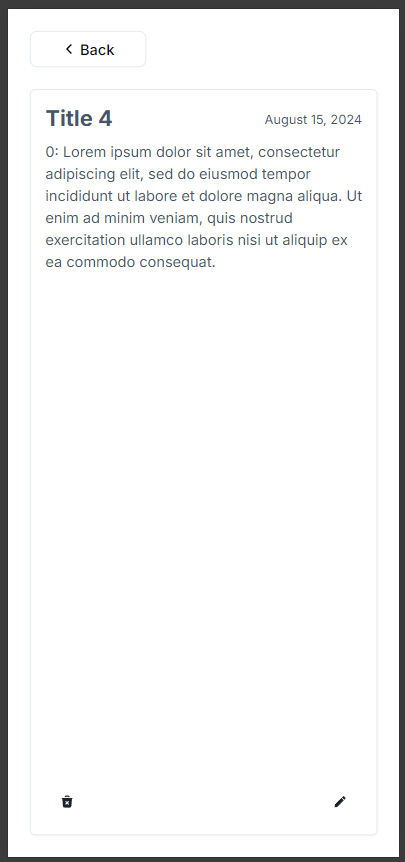 Back
Title 4
August 15, 2024
0: Lorem ipsum dolor sit amet, consectetur
adipiscing elit, sed do eiusmod tempor
incididunt ut labore et dolore magna aliqua. Ut
enim ad minim veniam, quis nostrud
exercitation ullamco laboris nisi ut aliquip ex
ea commodo consequat.